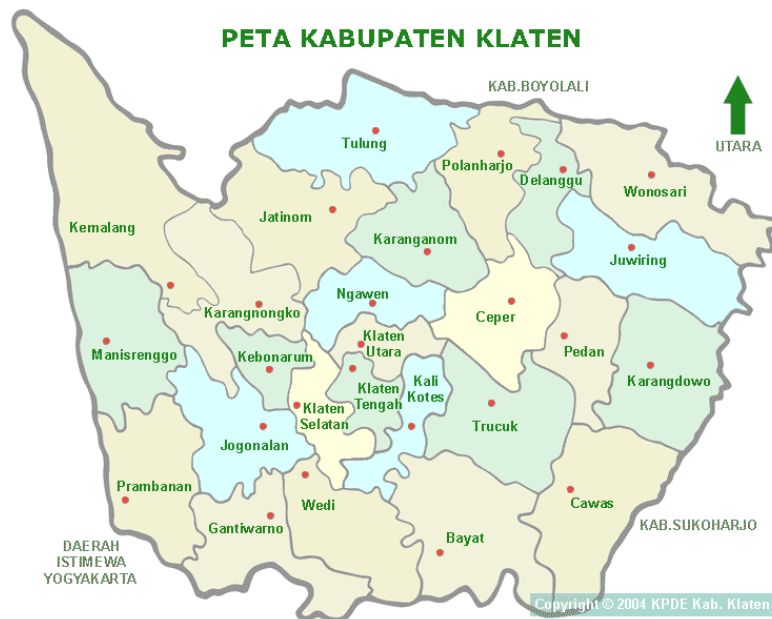 PETA KABUPATEN KLATEN
KAB.BOYOLALI
UTARA
Tulung
Polanharjo
Delanggu
Wonosari
Jatinom
Kemalang
Karanganom
Juwiring
Ngawen
Karangnongko
Ceper
Klaten
Utara
Manisrenggo
Kebonarum
Pedan
Karangdowo
Klaten
Tengah
Kali
Kotes
Klaten
Selatan
Trucuk
Jogonalan
Prambanan
Wedi
Cawas
Gantiwarno
Bayat
KAB.SUKOHARJO
DAERAH
ISTIMEWA
YOGYAKARTA
Copyright © 2004 KPDE Kab. Klaten